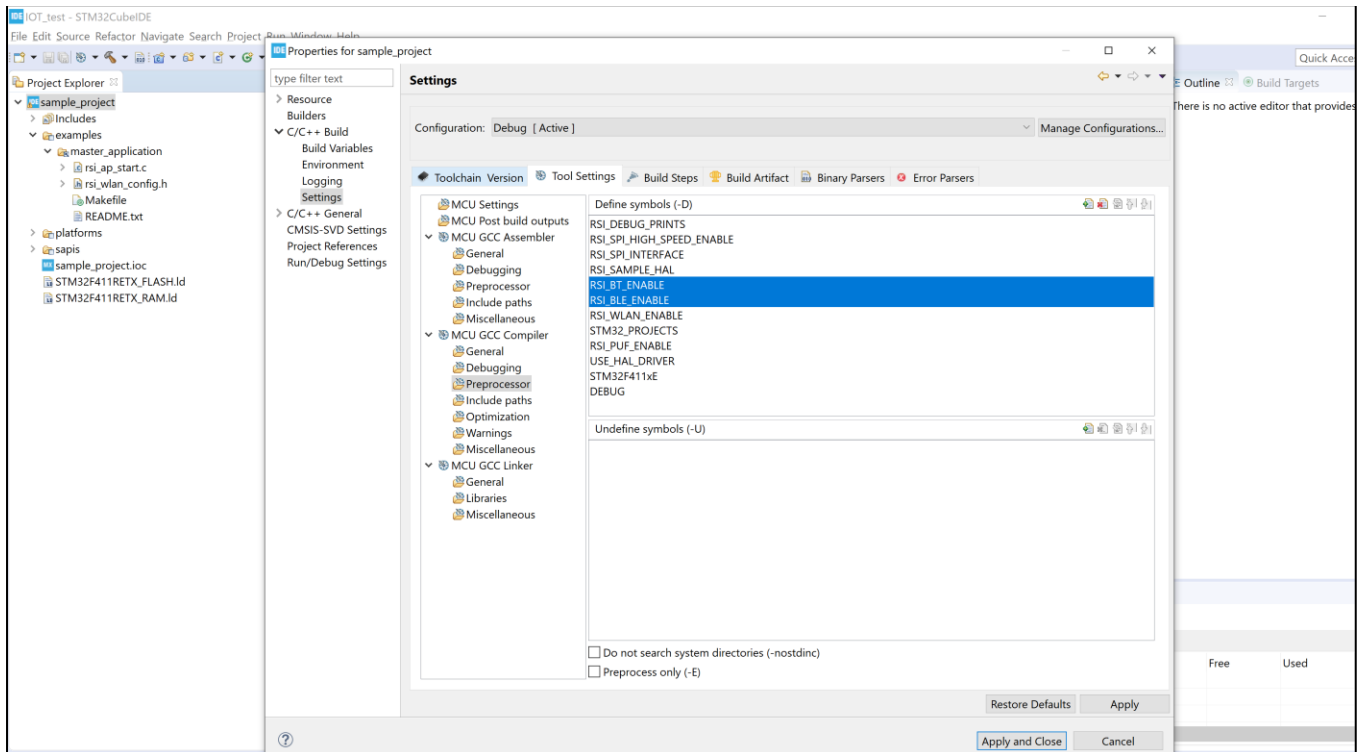 IDE IOT_test - STM32CubeIDE
File Edit Source Refactor Navigate Search Project Run Window Help
Quick Acce
Project Explorer
IDE sample_project
Includes
examples
master_application
rsi_ap_start.c
rsi_wlan_config.h
Makefile
README.txt
platforms
sapis
MX sample_project.ioc
STM32F411RETX_FLASH.ld
STM32F411RETX_RAM.ld
IDE Properties for sample_project
type filter text
Resource
Builders
C/C++ Build
Build Variables
Environment
Logging
Settings
C/C++ General
CMSIS-SVD Settings
Project References
Run/Debug Settings
Settings
Configuration: Debug [ Active ]
Manage Configurations...
Toolchain Version Tool Settings Build Steps Build Artifact Binary Parsers Error Parsers
MCU Settings
MCU Post build outputs
MCU GCC Assembler
General
Debugging
Preprocessor
Include paths
Miscellaneous
MCU GCC Compiler
General
Debugging
Preprocessor
Include paths
Optimization
Warnings
Miscellaneous
MCU GCC Linker
General
Libraries
Miscellaneous
Define symbols (-D)
RSI_DEBUG_PRINTS
RSI_SPI_HIGH_SPEED_ENABLE
RSI_SPI_INTERFACE
RSI_SAMPLE_HAL
RSI_BT_ENABLE
RSI_BLE_ENABLE
RSI_WLAN_ENABLE
STM32_PROJECTS
RSI_PUF_ENABLE
USE_HAL_DRIVER
STM32F411xE
DEBUG
Undefine symbols (-U)
Do not search system directories (-nostdinc)
Preprocess only (-E)
Restore Defaults Apply
Apply and Close Cancel
Outline Build Targets
There is no active editor that provides
Free Used